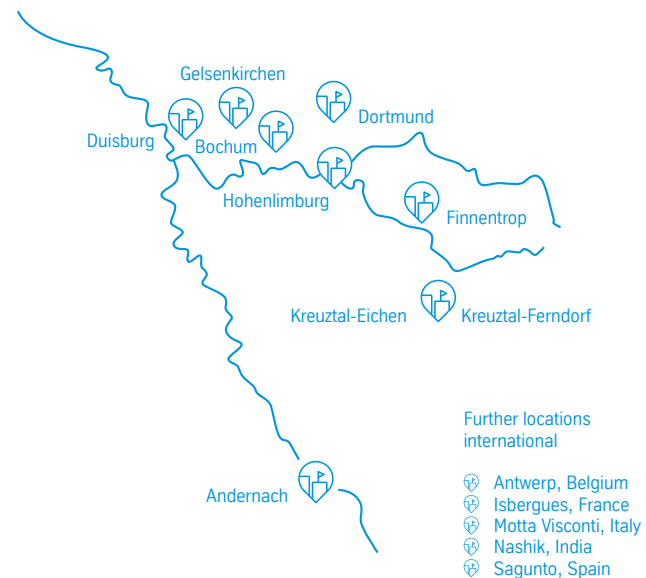 Gelsenkirchen
Dortmund
Duisburg
Bochum
Hohenlimburg
Finnentrop
Kreuztal-Eichen
Kreuztal-Ferndorf
Further locations
international
Andernach
Antwerp, Belgium
Isbergues, France
Motta Visconti, Italy
Nashik, India
Sagunto, Spain